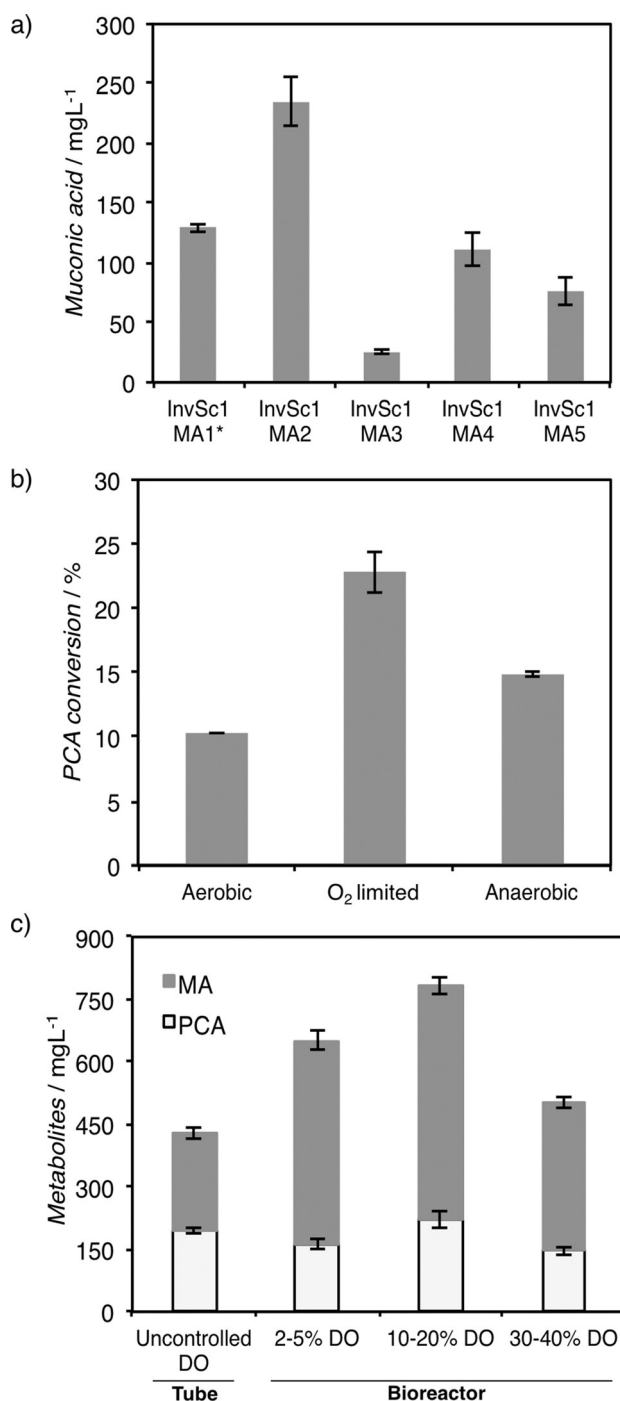 a)
Muconic acid / mgL⁻¹
300
250
200
150
100
50
0
InvSc1 InvSc1 InvSc1 InvSc1 InvSc1
MA1* MA2 MA3 MA4 MA5
b)
PCA conversion / %
30
25
20
15
10
5
0
Aerobic O₂ limited Anaerobic
c)
Metabolites / mgL⁻¹
900
750
600
450
300
150
0
MA
PCA
Uncontrolled 2-5% DO 10-20% DO 30-40% DO
DO
Tube Bioreactor